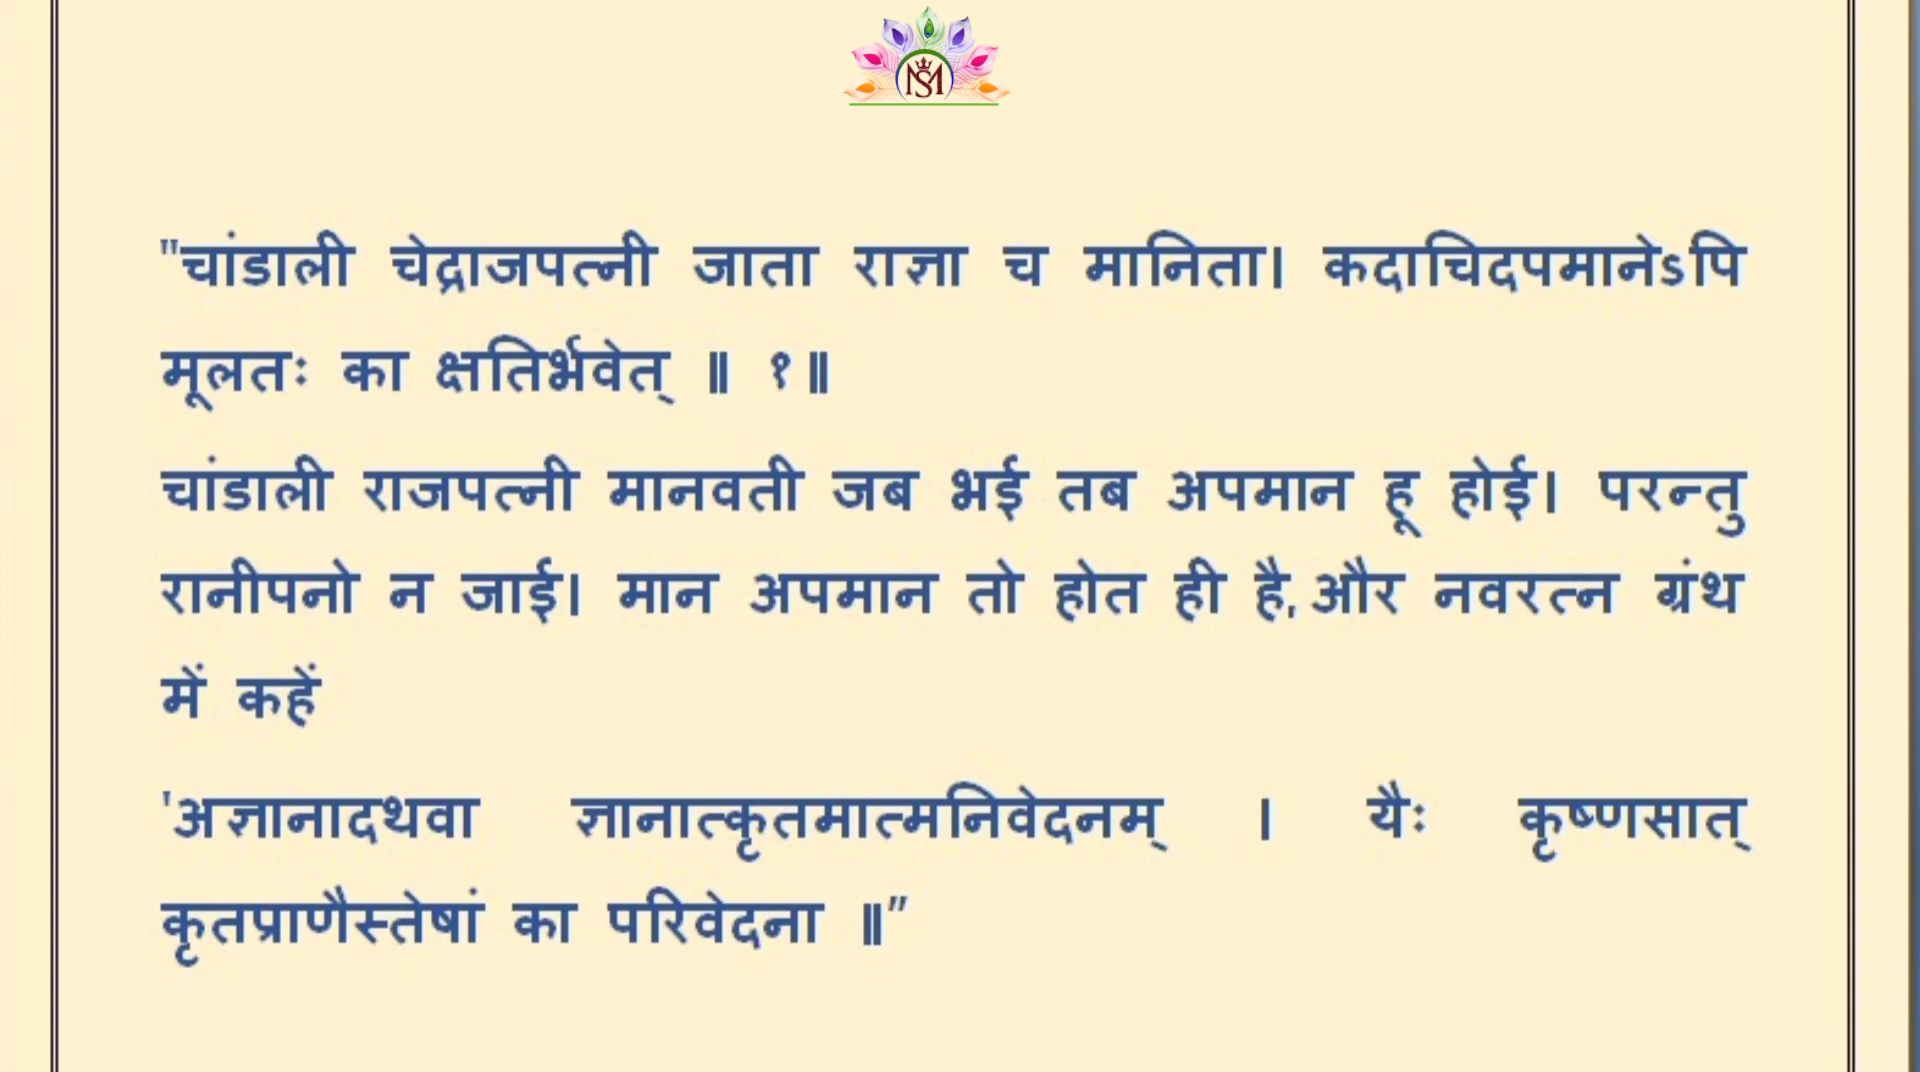 "चांडाली चेद्राजपत्नी जाता राज्ञा च मानिता। कदाचिदपमानेऽपि
मूलतः का क्षतिर्भवेत् ॥ १॥
चांडाली राजपत्नी मानवती जब भई तब अपमान हू होई। परन्तु
रानीपनो न जाई। मान अपमान तो होत ही है, और नवरत्न ग्रंथ
में कहें
'अज्ञानादथवा ज्ञानात्कृतमात्मनिवेदनम् । यैः कृष्णसात्
कृतप्राणैस्तेषां का परिवेदना ॥"